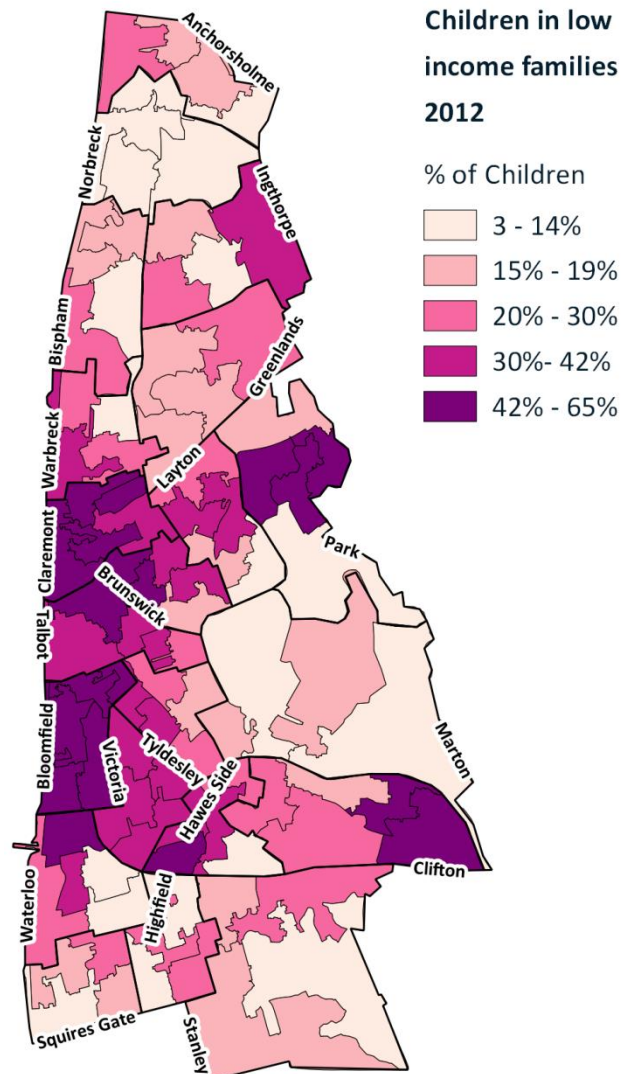 Children in low
income families
2012
% of Children
3 - 14%
15% - 19%
20% - 30%
30%- 42%
42% - 65%
Anchorsholme
Norbreck
Ingthorpe
Bispham
Greenlands
Warbreck
Layton
Claremont
Park
Brunswick
Talbot
Bloomfield
Victoria
Tyldesley
Marton
Hawes Side
Clifton
Waterloo
Highfield
Squires Gate
Stanley